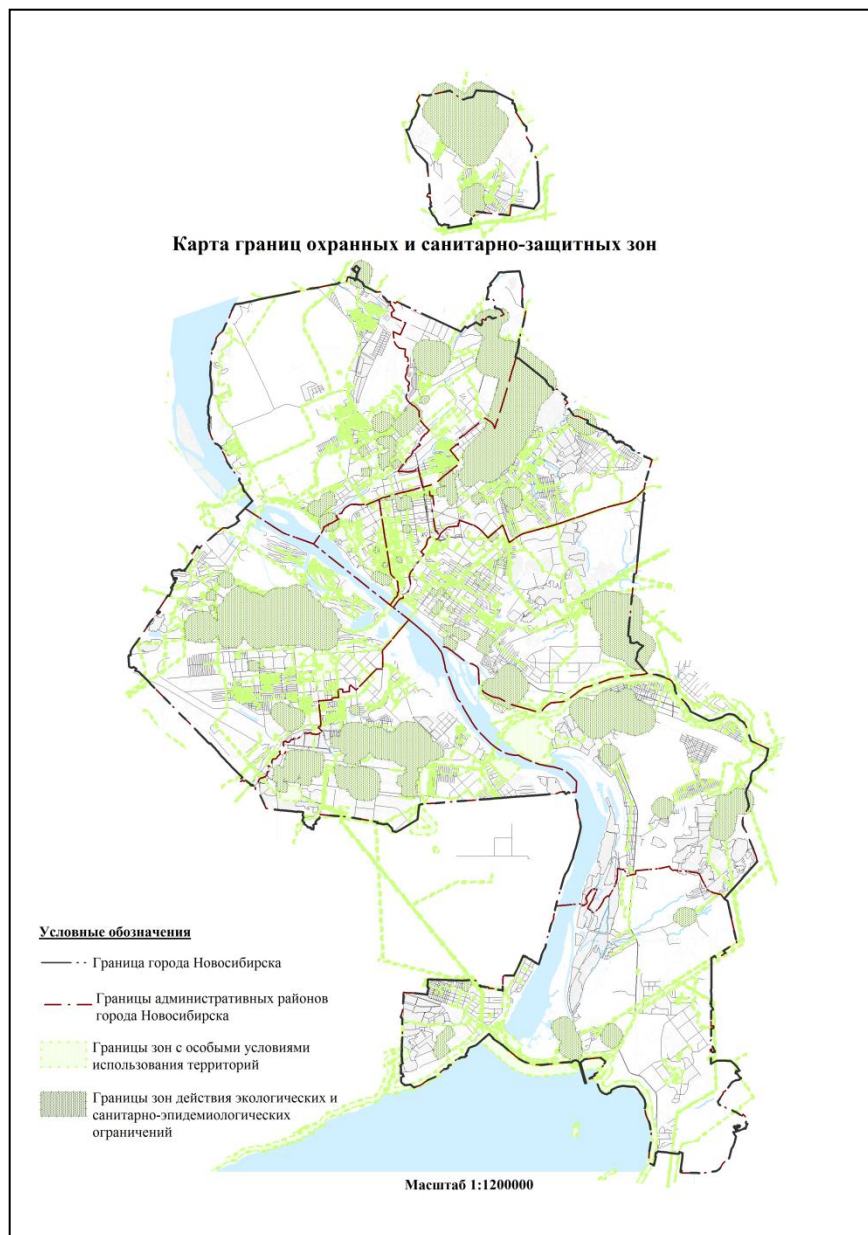 Карта границ охранных и санитарно-защитных зон
Условные обозначения
Граница города Новосибирска
Границы административных районов
города Новосибирска
Границы зон с особыми условиями
использования территорий
Границы зон действия экологических и
санитарно-эпидемиологических
ограничений
Масштаб 1:1200000